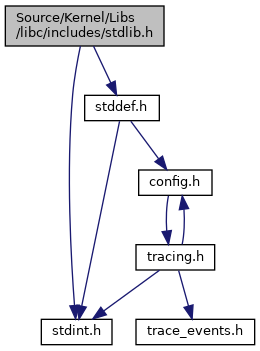 Source/Kernel/Libs
/libc/includes/stdlib.h
stddef.h
config.h
tracing.h
stdint.h
trace_events.h